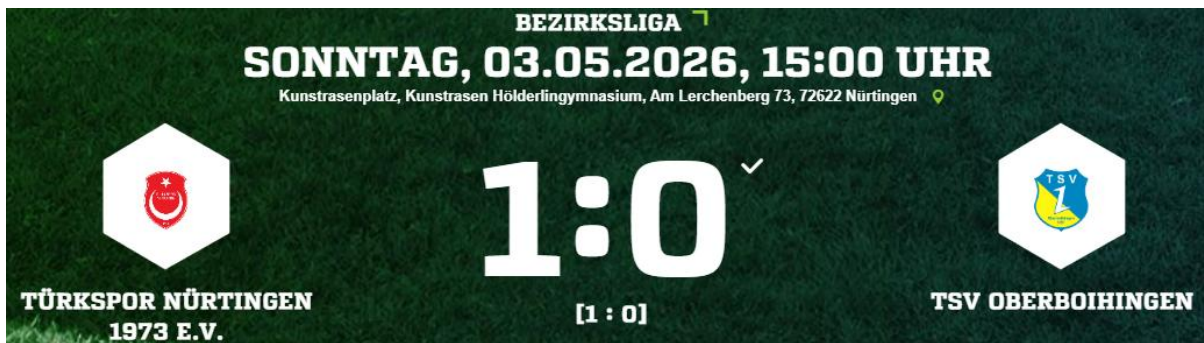 BEZIRKSLIGA
SONNTAG, 03.05.2026, 15:00 UHR
Kunstrasenplatz, Kunstrasen Hölderlingymnasium, Am Lerchenberg 73, 72622 Nürtingen
1:0
[1 : 0]
TÜRKSPOR NÜRTINGEN
1973 E.V.
TSV
TSV OBERBOIHINGEN